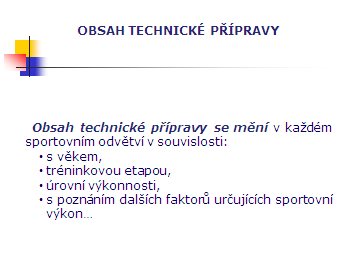 OBSAH TECHNICKÉ PŘÍPRAVY
Obsah technické přípravy se mění v každém
sportovním odvětví v souvislosti:
• s věkem,
• tréninkovou etapou,
• úrovní výkonnosti,
• s poznáním dalších faktorů určujících sportovní
výkon…